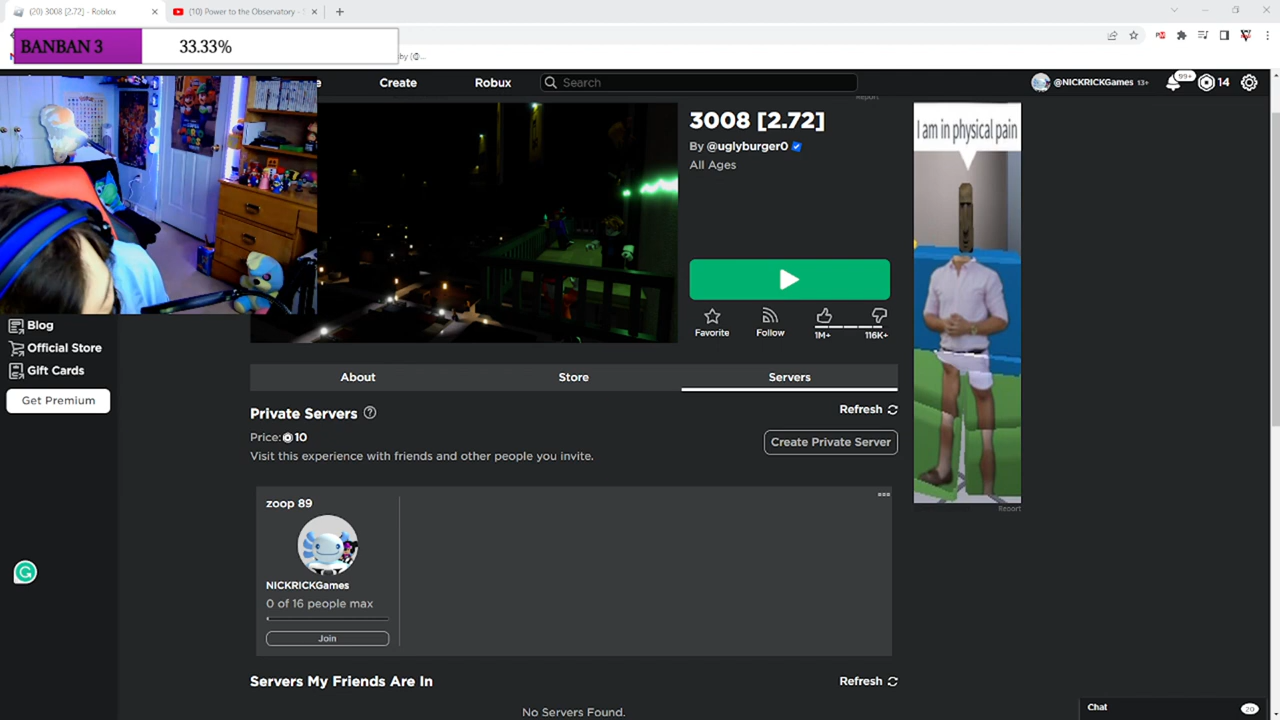 (20) 3008 [2.72] - Roblox
(10) Power to the Observatory -
BANBAN 3
33.33%
Create
Robux
Search
@NICKRICKGames 13+
99+
14
Report
3008 [2.72]
By @uglyburger0
All Ages
Favorite
Follow
1M+
116K+
I am in physical pain
Report
Blog
Official Store
Gift Cards
Get Premium
About
Store
Servers
Private Servers
Refresh
Price: 10
Create Private Server
Visit this experience with friends and other people you invite.
zoop 89
NICKRICKGames
0 of 16 people max
Join
Servers My Friends Are In
Refresh
No Servers Found.
Chat
20